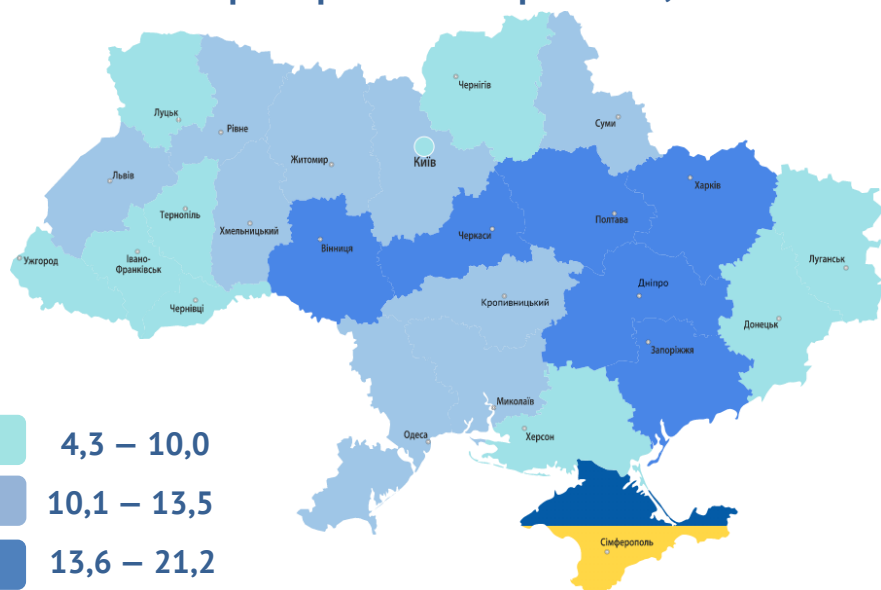 Чернігів
Луцьк
Рівне
Суми
Житомир
Київ
Львів
Харків
Тернопіль
Полтава
Хмельницький
Черкаси
Вінниця
Ужгород
Івано-
Франківськ
Луганськ
Дніпро
Чернівці
Кропивницький
Донецьк
Запоріжжя
Миколаїв
Одеса
Херсон
4,3 — 10,0
10,1 — 13,5
13,6 — 21,2
Сімферополь